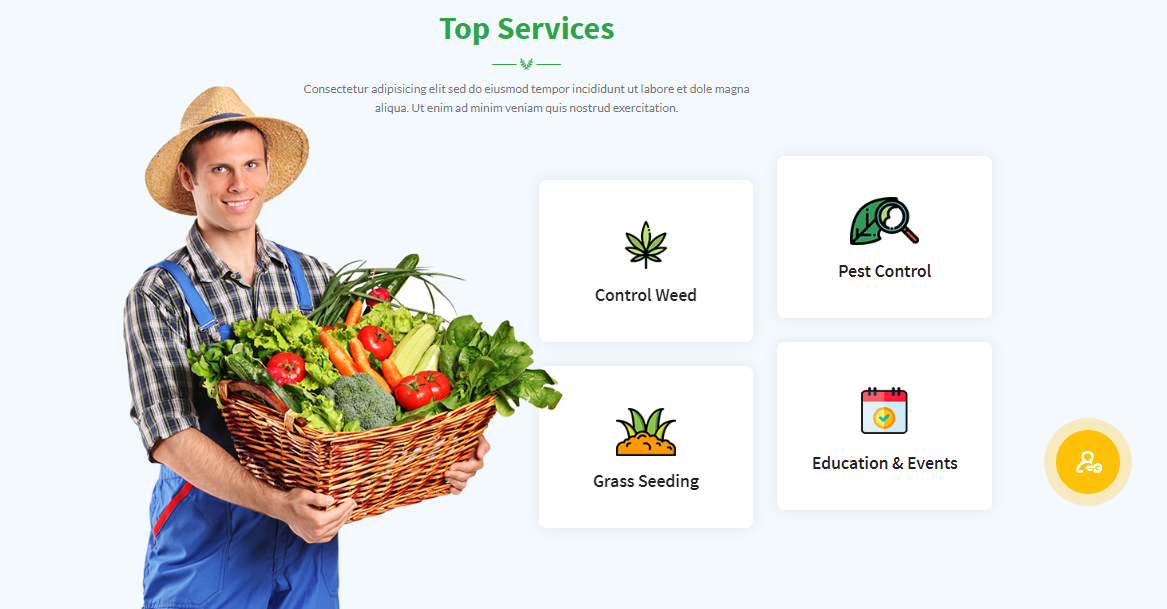 Top Services
Consectetur adipisicing elit sed do eiusmod tempor incididunt ut labore et dole magna
aliqua. Ut enim ad minim veniam quis nostrud exercitation.
Control Weed
Pest Control
Grass Seeding
Education & Events